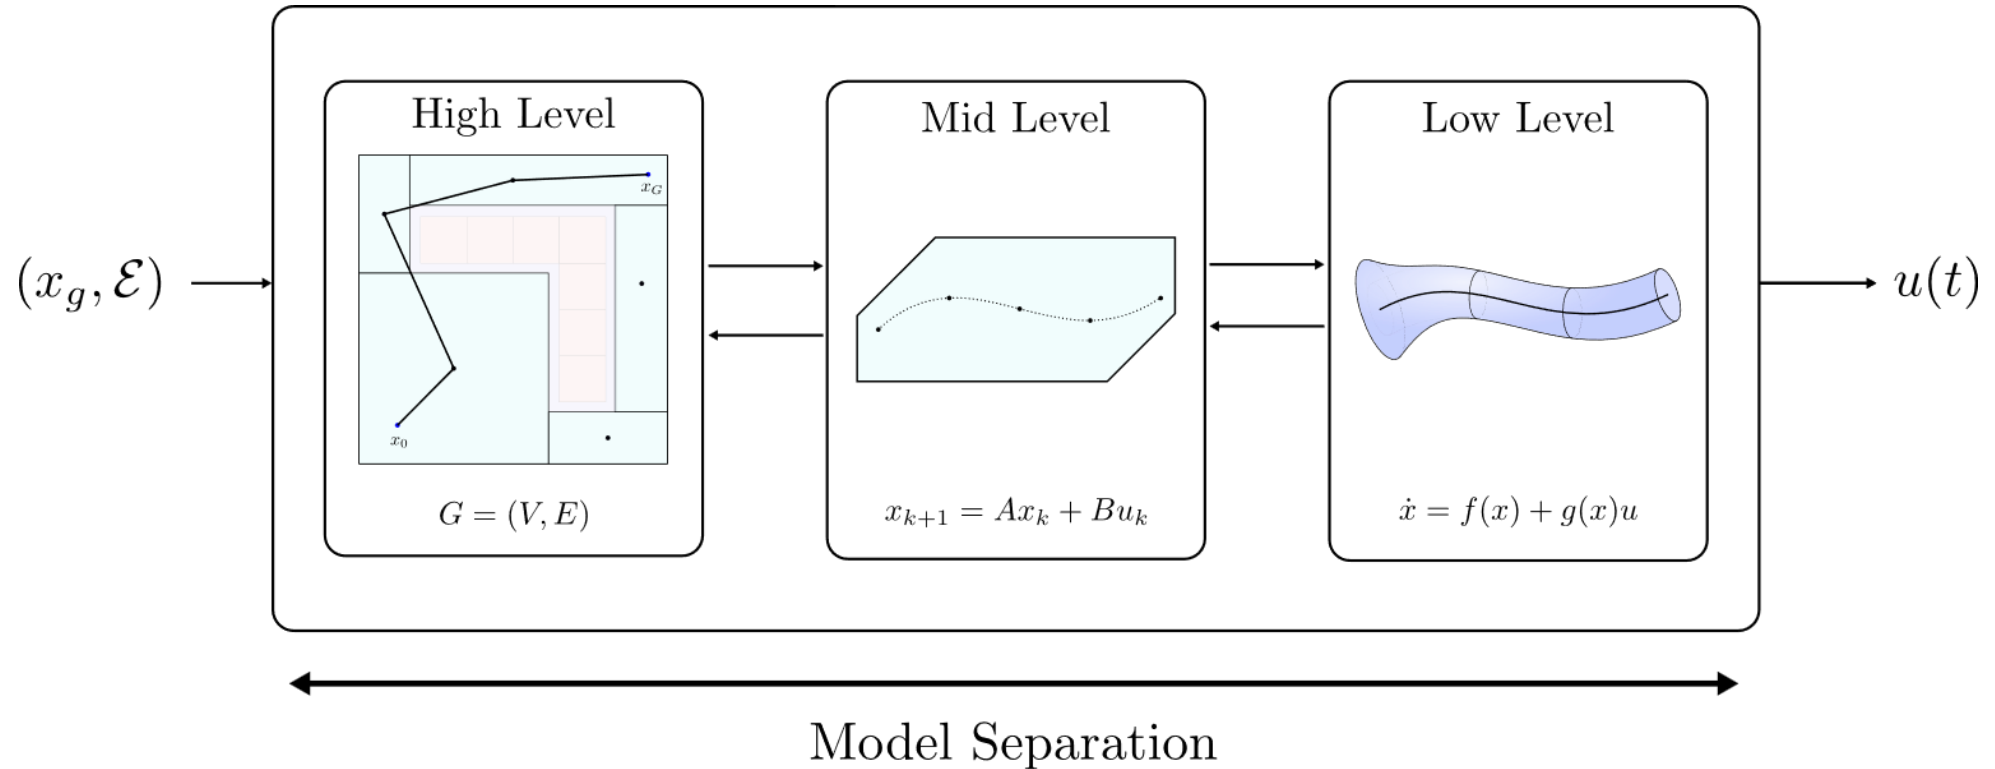 High Level
x_G
x_0
G = (V, E)
Mid Level
x_{k+1} = Ax_k + Bu_k
Low Level
ẋ = f(x) + g(x)u
(x_g, ℰ)
u(t)
Model Separation